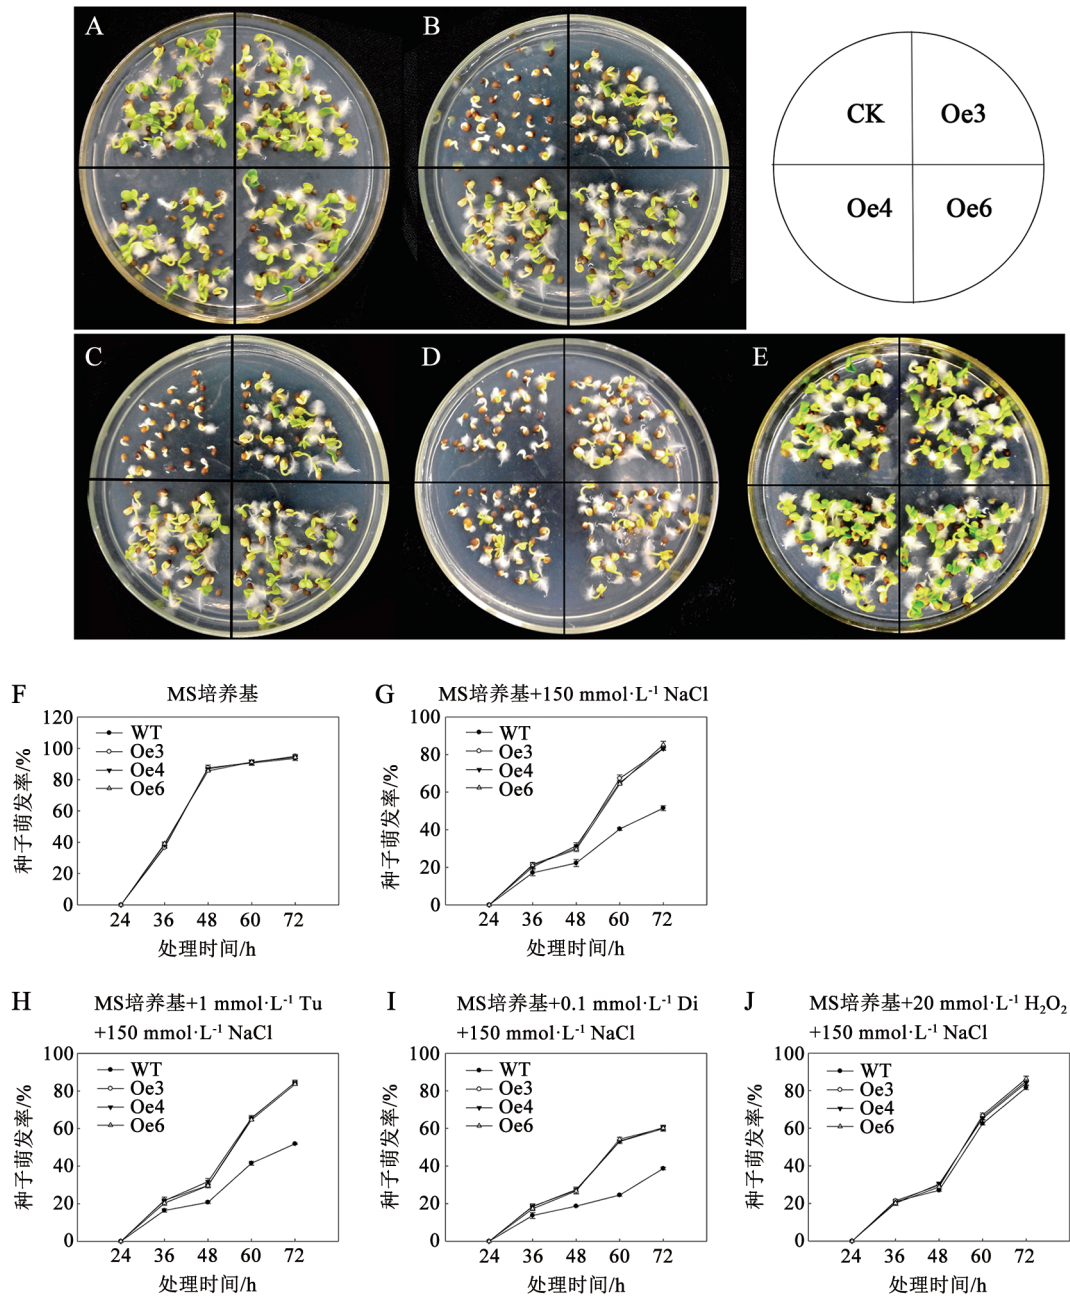 A
B
CK
Oe3
Oe4
Oe6
C
D
E
F
MS培养基
120
100
80
60
40
20
0
种子萌发率/%
WT
Oe3
Oe4
Oe6
24 36 48 60 72
处理时间/h
G
MS培养基+150 mmol·L⁻¹ NaCl
100
80
60
40
20
0
种子萌发率/%
WT
Oe3
Oe4
Oe6
24 36 48 60 72
处理时间/h
H
MS培养基+1 mmol·L⁻¹ Tu
+150 mmol·L⁻¹ NaCl
100
80
60
40
20
0
种子萌发率/%
WT
Oe3
Oe4
Oe6
24 36 48 60 72
处理时间/h
I
MS培养基+0.1 mmol·L⁻¹ Di
+150 mmol·L⁻¹ NaCl
100
80
60
40
20
0
种子萌发率/%
WT
Oe3
Oe4
Oe6
24 36 48 60 72
处理时间/h
J
MS培养基+20 mmol·L⁻¹ H₂O₂
+150 mmol·L⁻¹ NaCl
100
80
60
40
20
0
种子萌发率/%
WT
Oe3
Oe4
Oe6
24 36 48 60 72
处理时间/h